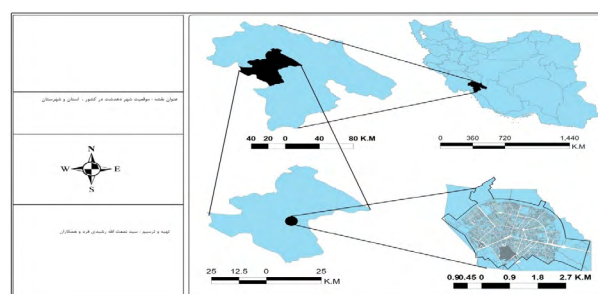 عنوان نقشه : موقعیت شهر دهدشت در کشور ، استان و شهرستان
N
W E
S
تهیه و ترسیم : سید نعمت الله رشیدی فرد و همکاران
40 20 0 40 80 K.M
0 360 720 1,440
K.M
25 12.5 0 25
K.M
0.90.45 0 0.9 1.8 2.7 K.M